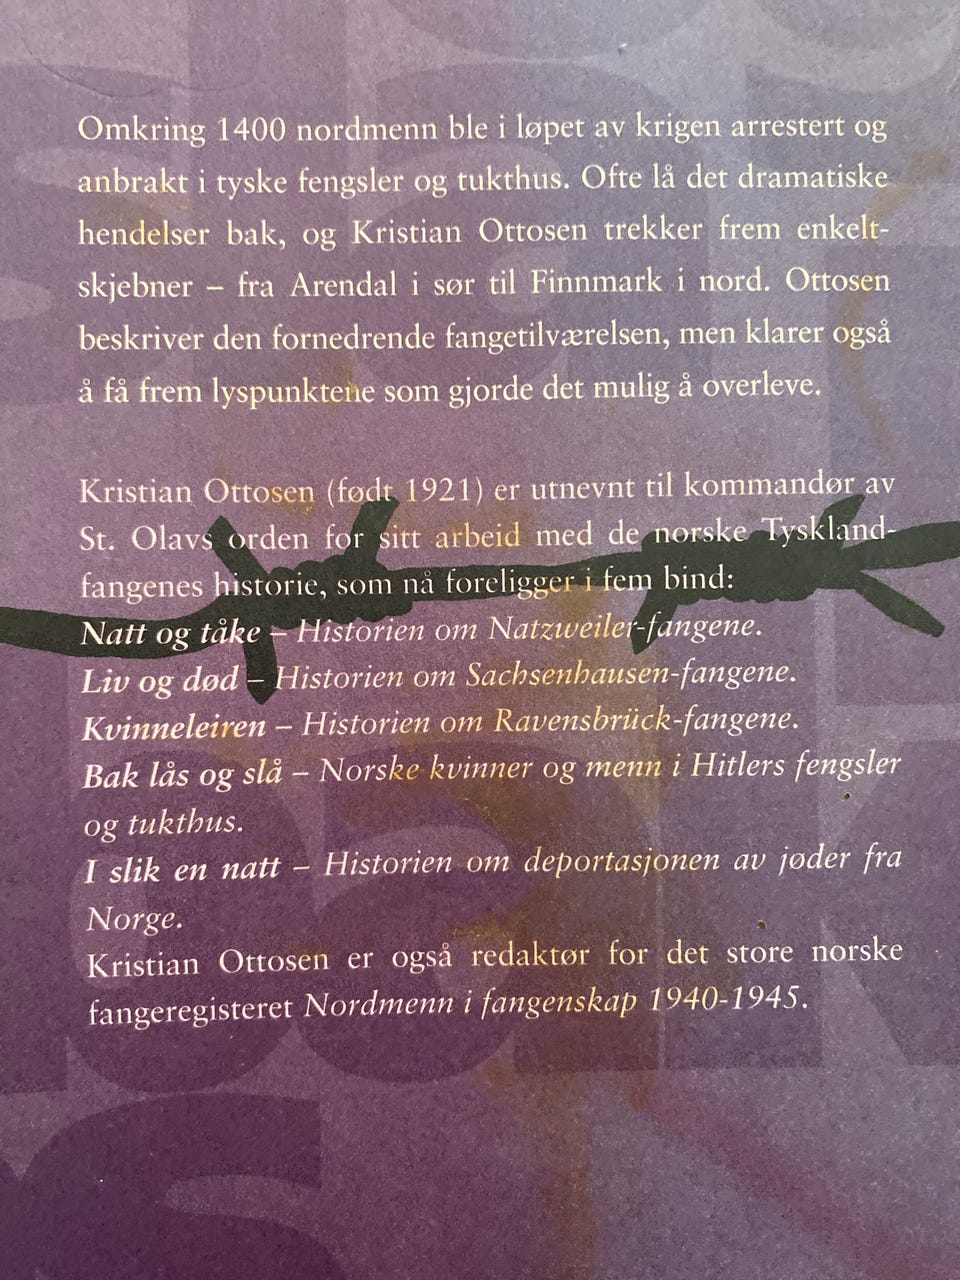 Omkring 1400 nordmenn ble i løpet av krigen arrestert og
anbrakt i tyske fengsler og tukthus. Ofte lå det dramatiske
hendelser bak, og Kristian Ottosen trekker frem enkelt-
skjebner – fra Arendal i sør til Finnmark i nord. Ottosen
beskriver den fornedrende fangetilværelsen, men klarer også
å få frem lyspunktene som gjorde det mulig å overleve.
Kristian Ottosen (født 1921) er utnevnt til kommandør av
St. Olavs orden for sitt arbeid med de norske Tyskland-
fangenes historie, som nå foreligger i fem bind:
Natt og tåke – Historien om Natzweiler-fangene.
Liv og død – Historien om Sachsenhausen-fangene.
Kvinneleiren – Historien om Ravensbrück-fangene.
Bak lås og slå – Norske kvinner og menn i Hitlers fengsler
og tukthus.
I slik en natt – Historien om deportasjonen av jøder fra
Norge.
Kristian Ottosen er også redaktør for det store norske
fangeregisteret Nordmenn i fangenskap 1940-1945.